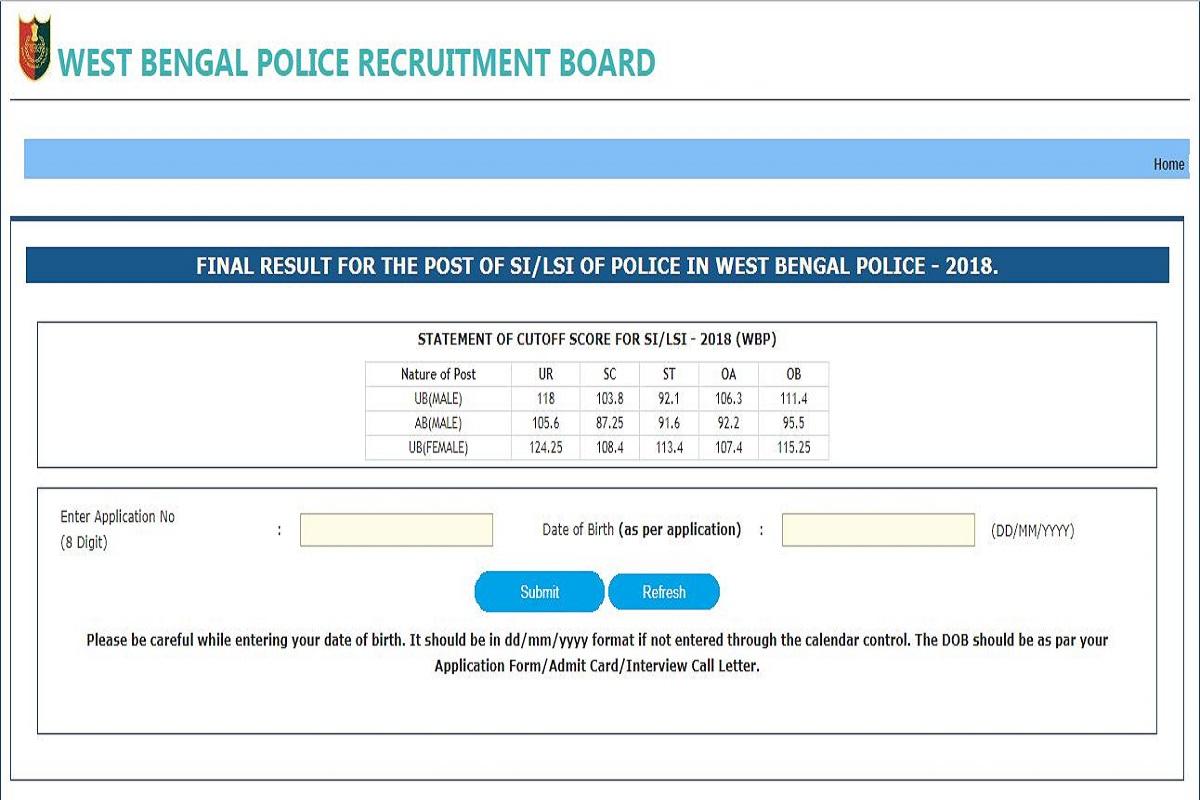 WEST BENGAL POLICE RECRUITMENT BOARD
Home
FINAL RESULT FOR THE POST OF SI/LSI OF POLICE IN WEST BENGAL POLICE - 2018.
STATEMENT OF CUTOFF SCORE FOR SI/LSI - 2018 (WBP)
Nature of Post UR SC ST OA OB
UB(MALE) 118 103.8 92.1 106.3 111.4
AB(MALE) 105.6 87.25 91.6 92.2 95.5
UB(FEMALE) 124.25 108.4 113.4 107.4 115.25
Enter Application No
(8 Digit) : Date of Birth (as per application) : (DD/MM/YYYY)
Submit Refresh
Please be careful while entering your date of birth. It should be in dd/mm/yyyy format if not entered through the calendar control. The DOB should be as par your
Application Form/Admit Card/Interview Call Letter.